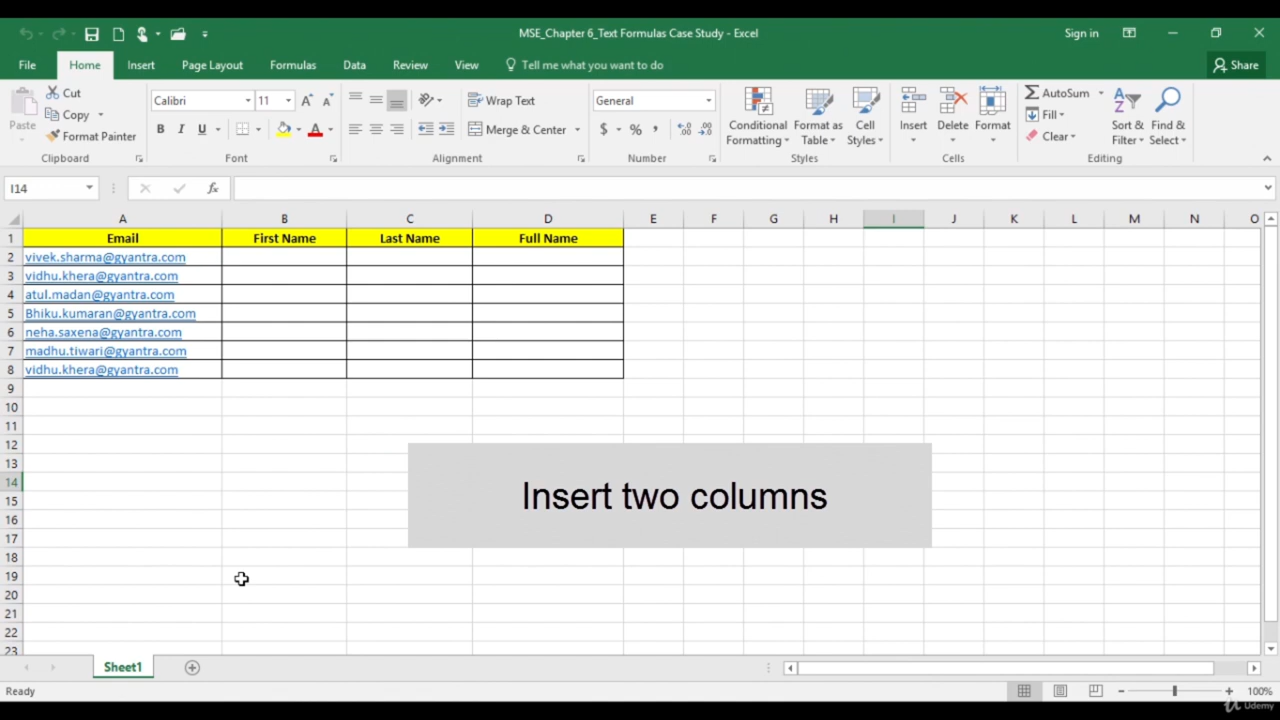 MSE_Chapter 6_Text Formulas Case Study - Excel
Sign in
File Home Insert Page Layout Formulas Data Review View Tell me what you want to do Share
Paste
Cut
Copy
Format Painter
Clipboard
Calibri 11
B I U
Font
Wrap Text
Merge & Center
Alignment
General
$ % ,
Number
Conditional Formatting
Format as Table
Cell Styles
Styles
Insert Delete Format
Cells
AutoSum
Fill
Clear
Sort & Filter
Find & Select
Editing
I14
fx
A B C D E F G H I J K L M N O
1 Email First Name Last Name Full Name
2 vivek.sharma@gyantra.com
3 vidhu.khera@gyantra.com
4 atul.madan@gyantra.com
5 Bhiku.kumaran@gyantra.com
6 neha.saxena@gyantra.com
7 madhu.tiwari@gyantra.com
8 vidhu.khera@gyantra.com
9
10
11
12
13
14
Insert two columns
15
16
17
18
19
20
21
22
23
Sheet1
Ready
100%
Udemy